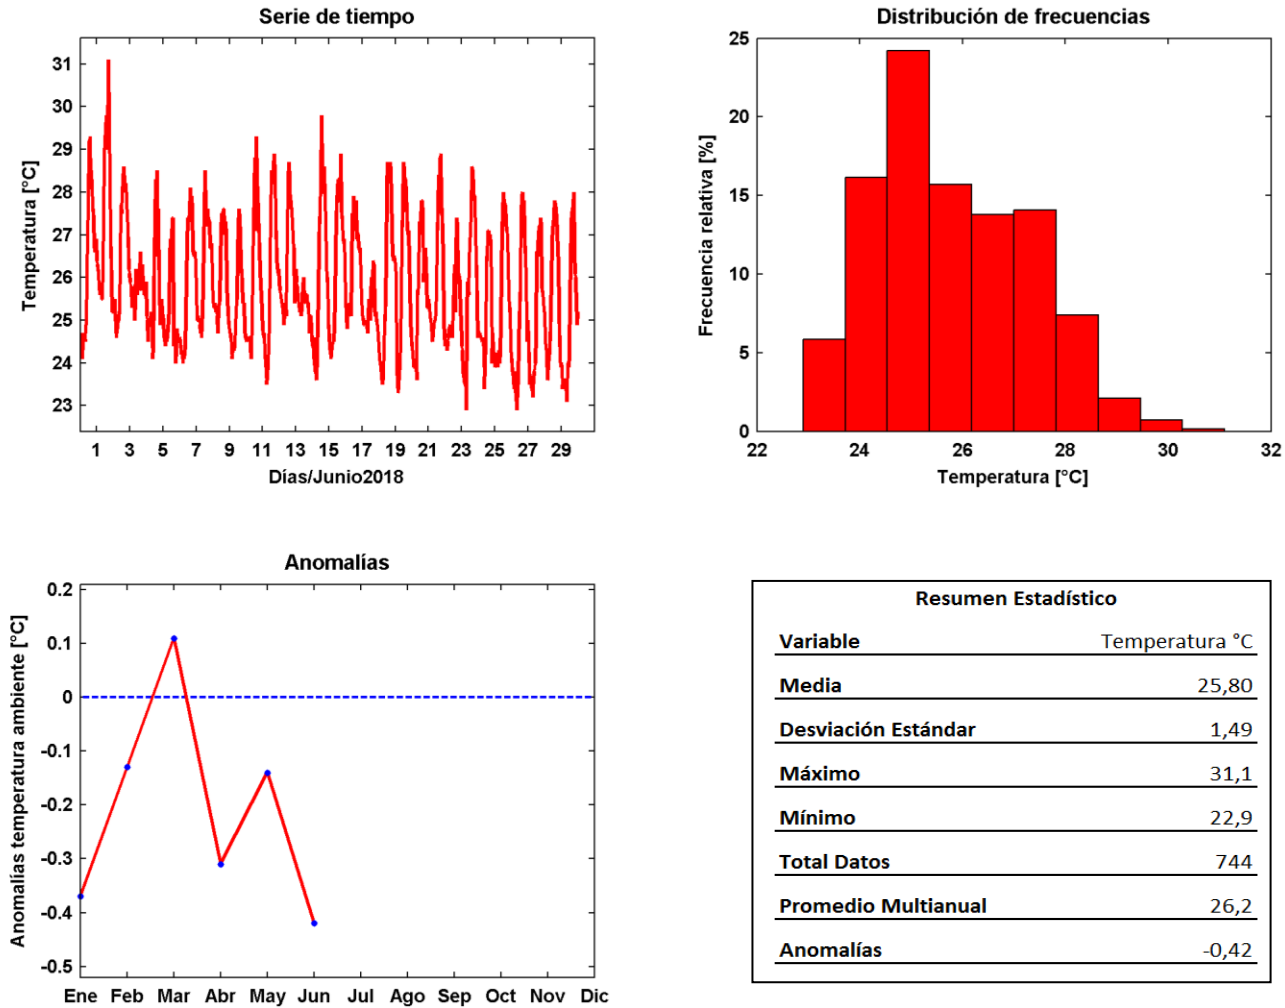 Serie de tiempo
Temperatura [°C]
31
30
29
28
27
26
25
24
23
1 3 5 7 9 11 13 15 17 19 21 23 25 27 29
Días/Junio2018
Distribución de frecuencias
Frecuencia relativa [%]
25
20
15
10
5
0
22 24 26 28 30 32
Temperatura [°C]
Anomalías
Anomalías temperatura ambiente [°C]
0.2
0.1
0
-0.1
-0.2
-0.3
-0.4
-0.5
Ene Feb Mar Abr May Jun Jul Ago Sep Oct Nov Dic
Resumen Estadístico
Variable Temperatura °C
Media 25,80
Desviación Estándar 1,49
Máximo 31,1
Mínimo 22,9
Total Datos 744
Promedio Multianual 26,2
Anomalías -0,42